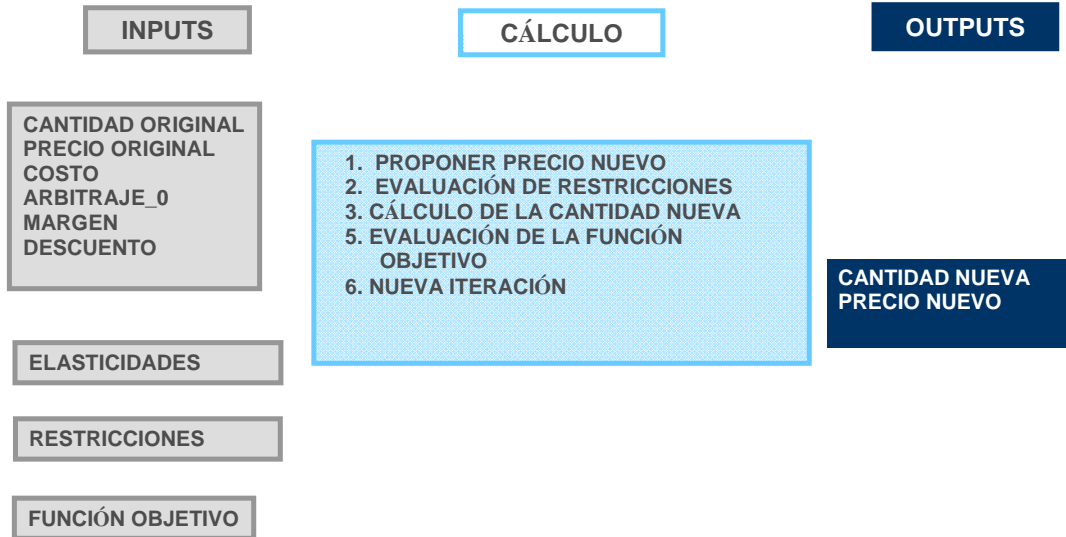 INPUTS
CÁLCULO
OUTPUTS
CANTIDAD ORIGINAL
PRECIO ORIGINAL
COSTO
ARBITRAJE_0
MARGEN
DESCUENTO
1. PROPONER PRECIO NUEVO
2. EVALUACIÓN DE RESTRICCIONES
3. CÁLCULO DE LA CANTIDAD NUEVA
5. EVALUACIÓN DE LA FUNCIÓN
OBJETIVO
6. NUEVA ITERACIÓN
CANTIDAD NUEVA
PRECIO NUEVO
ELASTICIDADES
RESTRICCIONES
FUNCIÓN OBJETIVO